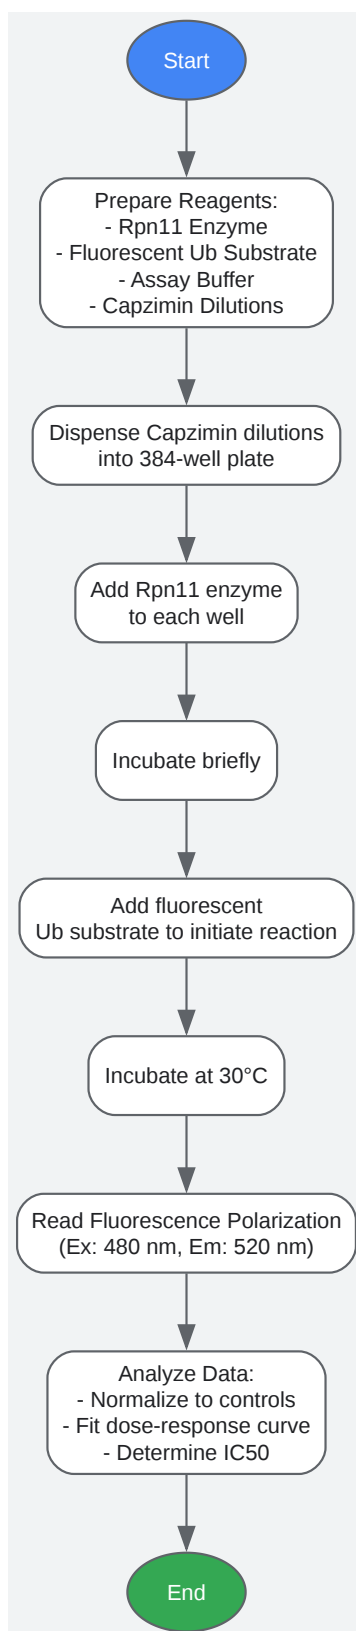 Start
Prepare Reagents:
- Rpn11 Enzyme
- Fluorescent Ub Substrate
- Assay Buffer
- Capzimin Dilutions
Dispense Capzimin dilutions
into 384-well plate
Add Rpn11 enzyme
to each well
Incubate briefly
Add fluorescent
Ub substrate to initiate reaction
Incubate at 30°C
Read Fluorescence Polarization
(Ex: 480 nm, Em: 520 nm)
Analyze Data:
- Normalize to controls
- Fit dose-response curve
- Determine IC50
End